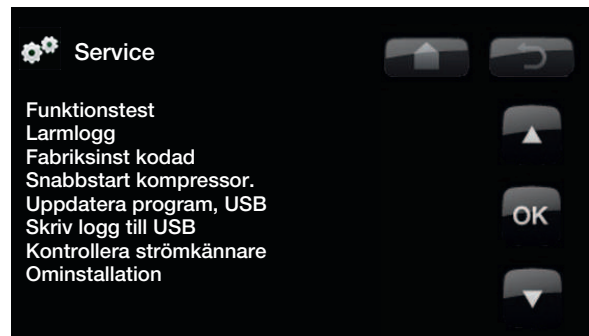 Service
Funktionstest
Larmlogg
Fabriksinst kodad
Snabbstart kompressor.
Uppdatera program, USB
Skriv logg till USB
OK
Kontrollera strömkännare
Ominstallation